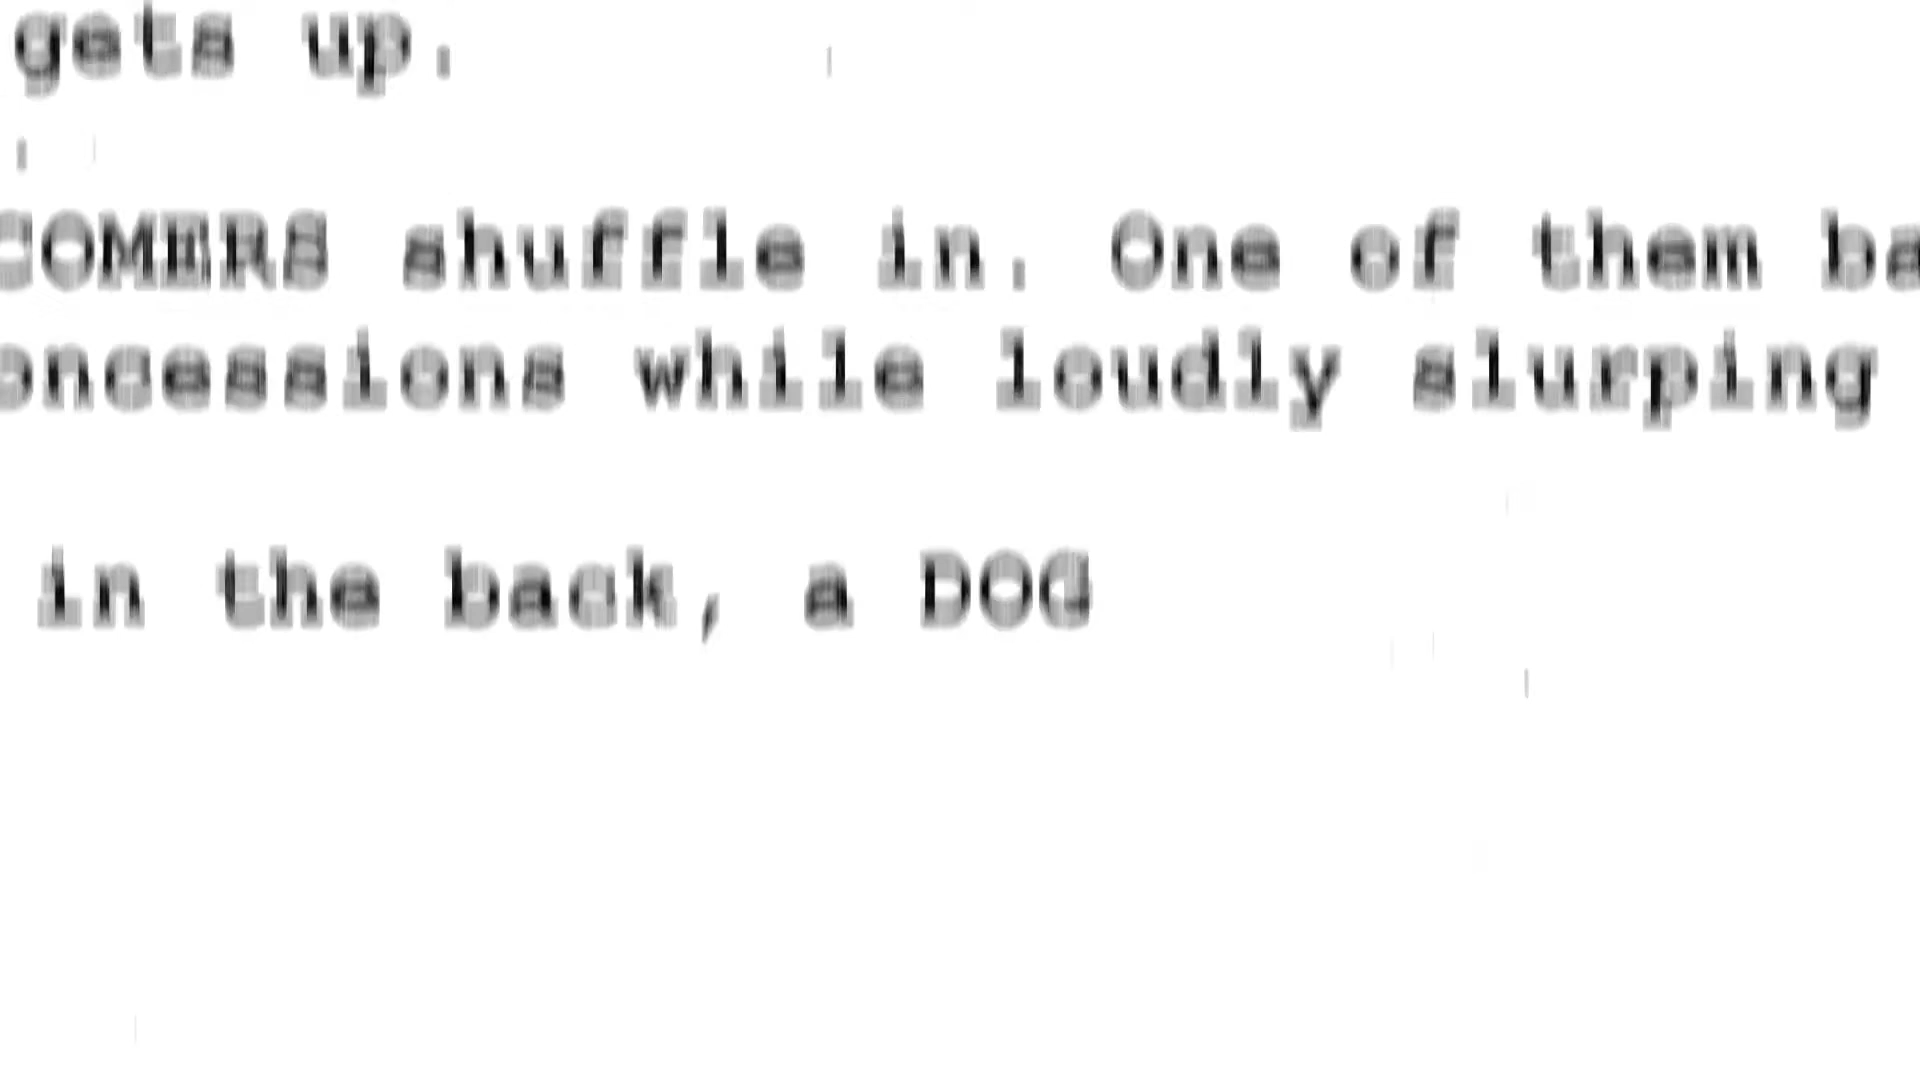 gets up.
COMERS shuffle in. One of them ba
oncessions while loudly slurping
in the back, a DOG